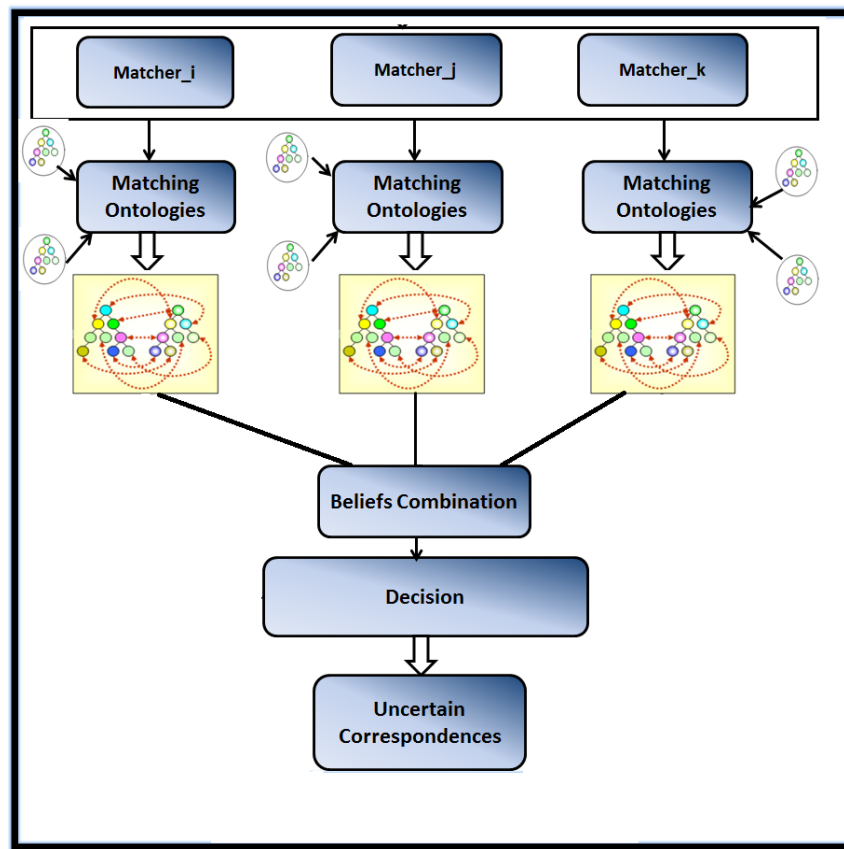 Matcher_i
Matcher_j
Matcher_k
Matching
Ontologies
Matching
Ontologies
Matching
Ontologies
Beliefs Combination
Decision
Uncertain
Correspondences